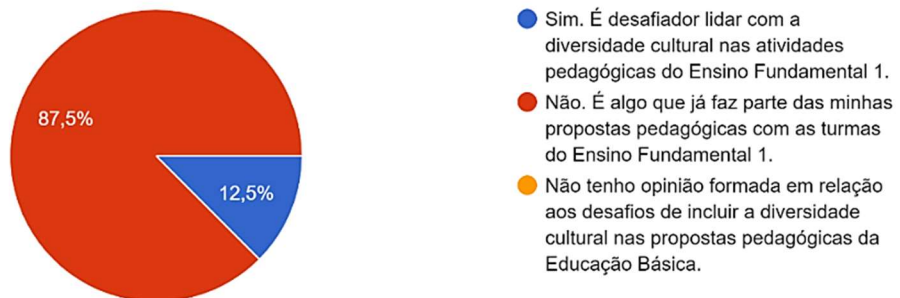 87,5%
12,5%
Sim. É desafiador lidar com a
diversidade cultural nas atividades
pedagógicas do Ensino Fundamental 1.
Não. É algo que já faz parte das minhas
propostas pedagógicas com as turmas
do Ensino Fundamental 1.
Não tenho opinião formada em relação
aos desafios de incluir a diversidade
cultural nas propostas pedagógicas da
Educação Básica.